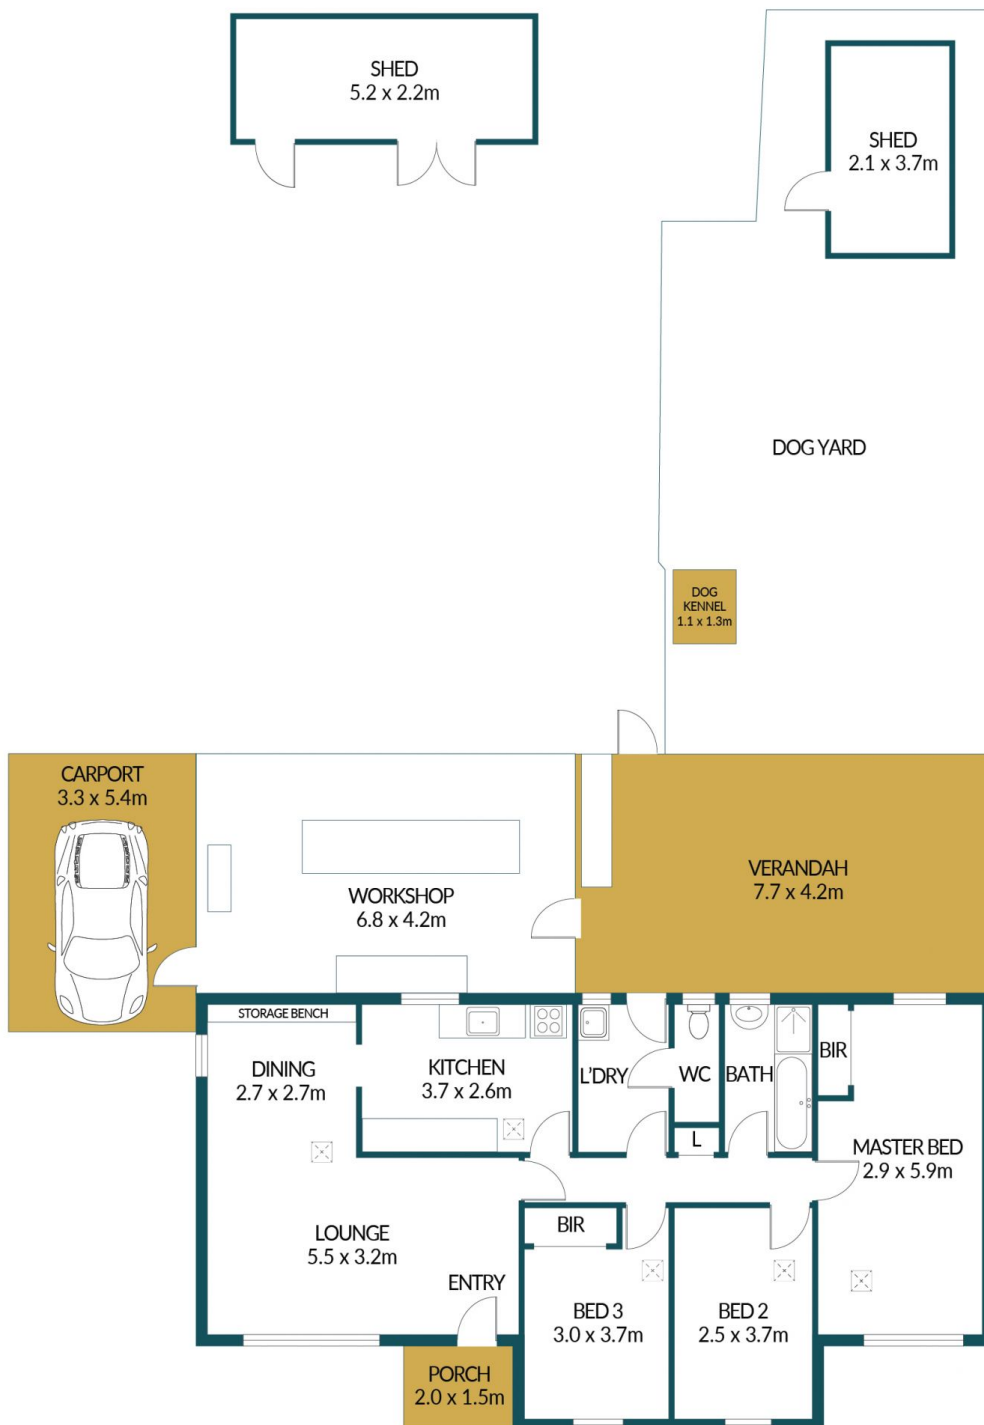 SHED
5.2 x 2.2m
SHED
2.1 x 3.7m
DOG YARD
DOG
KENNEL
1.1 x 1.3m
CARPORT
3.3 x 5.4m
WORKSHOP
6.8 x 4.2m
VERANDAH
7.7 x 4.2m
STORAGE BENCH
DINING
2.7 x 2.7m
KITCHEN
3.7 x 2.6m
L'DRY
WC
BATH
BIR
L
MASTER BED
2.9 x 5.9m
LOUNGE
5.5 x 3.2m
BIR
ENTRY
BED 3
3.0 x 3.7m
BED 2
2.5 x 3.7m
PORCH
2.0 x 1.5m